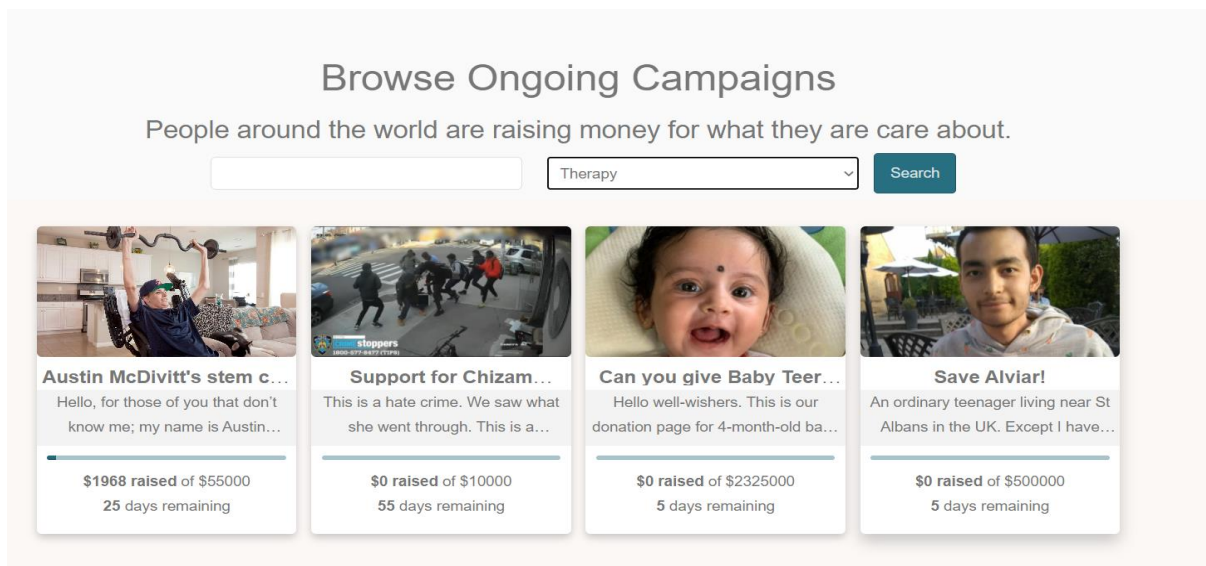 Browse Ongoing Campaigns
People around the world are raising money for what they are care about.
Therapy
Search
Austin McDivitt's stem c...
Hello, for those of you that don't
know me; my name is Austin...
$1968 raised of $55000
25 days remaining
Support for Chizam...
This is a hate crime. We saw what
she went through. This is a...
$0 raised of $10000
55 days remaining
Can you give Baby Teer...
Hello well-wishers. This is our
donation page for 4-month-old ba...
$0 raised of $2325000
5 days remaining
Save Alviar!
An ordinary teenager living near St
Albans in the UK. Except I have...
$0 raised of $500000
5 days remaining
stoppers
1800-577-8477 (TIPS)